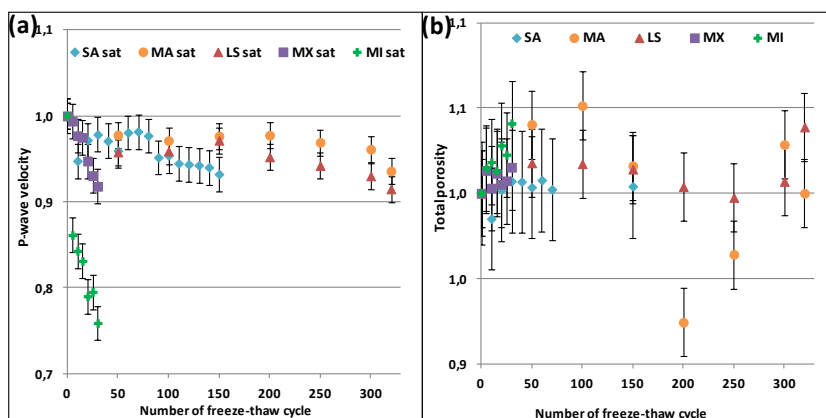 (a)
SA sat MA sat LS sat MX sat MI sat
1,1
1,0
0,9
0,8
0,7
P-wave velocity
0 50 100 150 200 250 300
Number of freeze-thaw cycle
(b)
SA MA LS MX MI
1,1
1,1
1,0
1,0
0,9
Total porosity
0 50 100 150 200 250 300
Number of freeze-thaw cycle